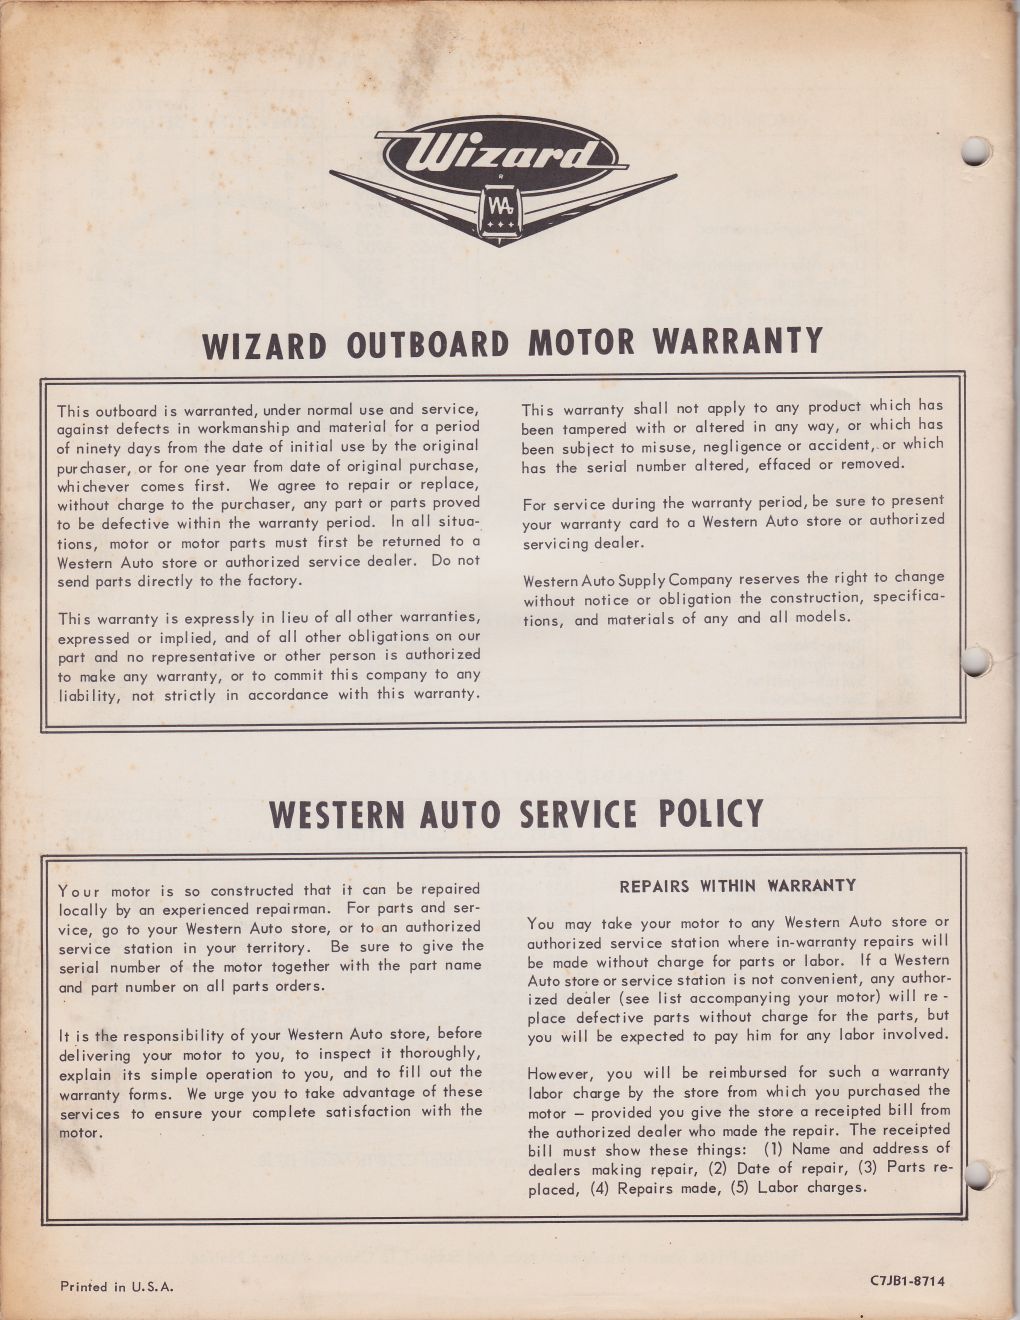 Wizard
R
WA
WIZARD OUTBOARD MOTOR WARRANTY
This outboard is warranted, under normal use and service,
against defects in workmanship and material for a period
of ninety days from the date of initial use by the original
purchaser, or for one year from date of original purchase,
whichever comes first. We agree to repair or replace,
without charge to the purchaser, any part or parts proved
to be defective within the warranty period. In all situa-
tions, motor or motor parts must first be returned to a
Western Auto store or authorized service dealer. Do not
send parts directly to the factory.
This warranty is expressly in lieu of all other warranties,
expressed or implied, and of all other obligations on our
part and no representative or other person is authorized
to make any warranty, or to commit this company to any
liability, not strictly in accordance with this warranty.
This warranty shall not apply to any product which has
been tampered with or altered in any way, or which has
been subject to misuse, negligence or accident, or which
has the serial number altered, effaced or removed.
For service during the warranty period, be sure to present
your warranty card to a Western Auto store or authorized
servicing dealer.
Western Auto Supply Company reserves the right to change
without notice or obligation the construction, specifica-
tions, and materials of any and all models.
WESTERN AUTO SERVICE POLICY
Your motor is so constructed that it can be repaired
locally by an experienced repairman. For parts and ser-
vice, go to your Western Auto store, or to an authorized
service station in your territory. Be sure to give the
serial number of the motor together with the part name
and part number on all parts orders.
It is the responsibility of your Western Auto store, before
delivering your motor to you, to inspect it thoroughly,
explain its simple operation to you, and to fill out the
warranty forms. We urge you to take advantage of these
services to ensure your complete satisfaction with the
motor.
REPAIRS WITHIN WARRANTY
You may take your motor to any Western Auto store or
authorized service station where in-warranty repairs will
be made without charge for parts or labor. If a Western
Auto store or service station is not convenient, any author-
ized dealer (see list accompanying your motor) will re -
place defective parts without charge for the parts, but
you will be expected to pay him for any labor involved.
However, you will be reimbursed for such a warranty
labor charge by the store from which you purchased the
motor – provided you give the store a receipted bill from
the authorized dealer who made the repair. The receipted
bill must show these things: (1) Name and address of
dealers making repair, (2) Date of repair, (3) Parts re-
placed, (4) Repairs made, (5) Labor charges.
Printed in U.S.A.
C7JB1-8714